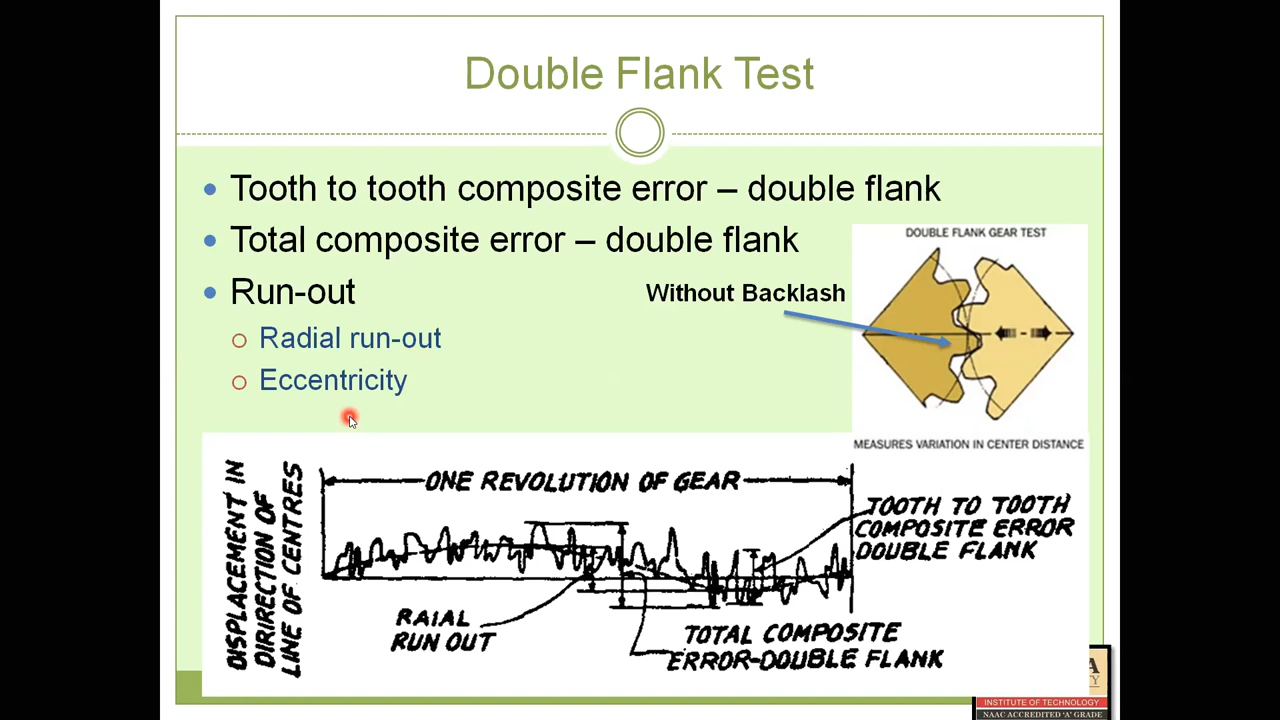 Double Flank Test
Tooth to tooth composite error – double flank
Total composite error – double flank
Run-out
Radial run-out
Eccentricity
Without Backlash
DOUBLE FLANK GEAR TEST
MEASURES VARIATION IN CENTER DISTANCE
DISPLACEMENT IN
DIRIRECTION OF
LINE OF CENTRES
ONE REVOLUTION OF GEAR
TOOTH TO TOOTH
COMPOSITE ERROR
DOUBLE FLANK
RAIAL
RUN OUT
TOTAL COMPOSITE
ERROR-DOUBLE FLANK
INSTITUTE OF TECHNOLOGY
NAAC ACCREDITED 'A' GRADE